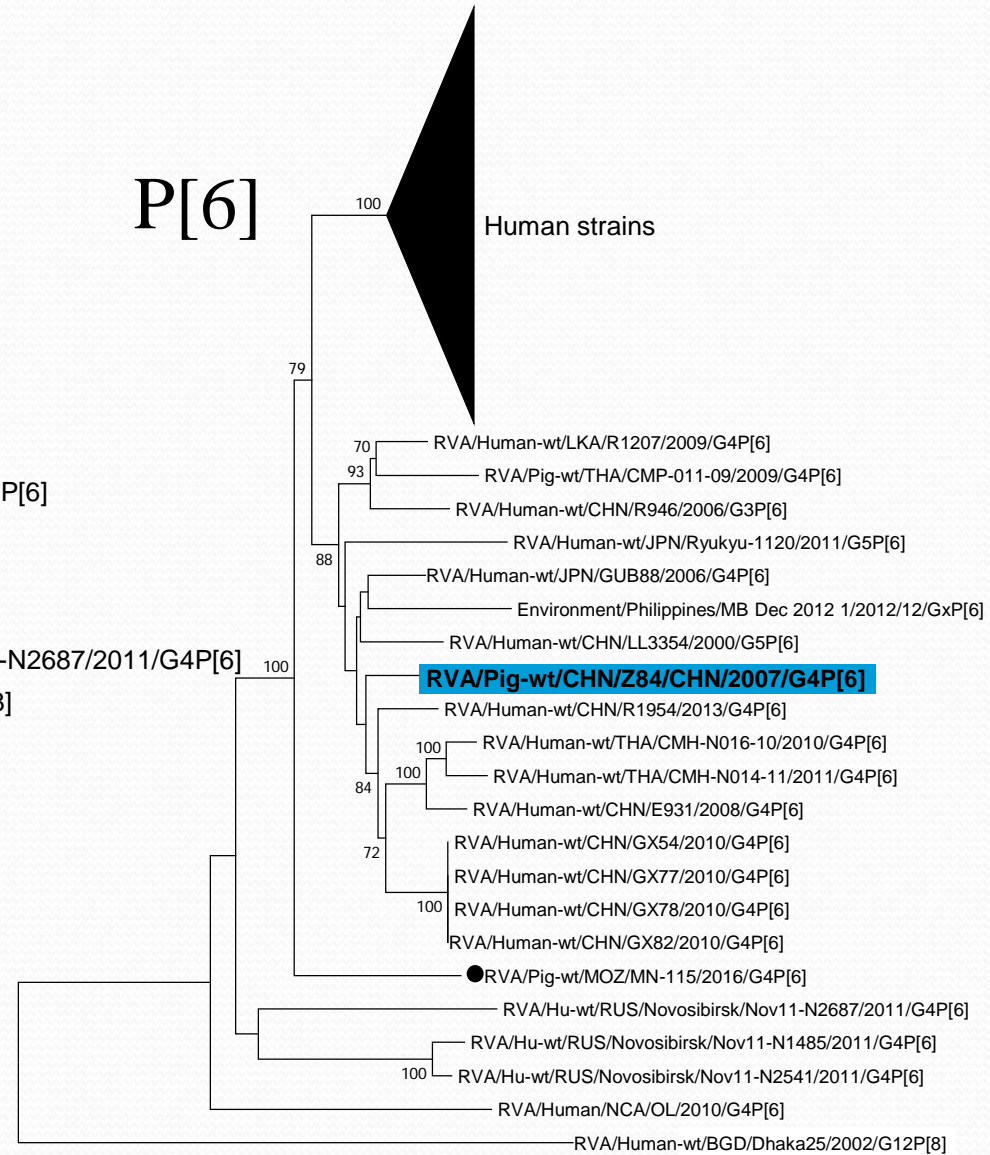 P[6]
100
Human strains
79
RVA/Human-wt/LKA/R1207/2009/G4P[6]
70
RVA/Pig-wt/THA/CMP-011-09/2009/G4P[6]
93
P[6]
RVA/Human-wt/CHN/R946/2006/G3P[6]
RVA/Human-wt/JPN/Ryukyu-1120/2011/G5P[6]
88
RVA/Human-wt/JPN/GUB88/2006/G4P[6]
Environment/Philippines/MB Dec 2012 1/2012/12/GxP[6]
RVA/Human-wt/CHN/LL3354/2000/G5P[6]
-N2687/2011/G4P[6]
100
RVA/Pig-wt/CHN/Z84/CHN/2007/G4P[6]
]
RVA/Human-wt/CHN/R1954/2013/G4P[6]
100
RVA/Human-wt/THA/CMH-N016-10/2010/G4P[6]
100
RVA/Human-wt/THA/CMH-N014-11/2011/G4P[6]
84
RVA/Human-wt/CHN/E931/2008/G4P[6]
RVA/Human-wt/CHN/GX54/2010/G4P[6]
72
RVA/Human-wt/CHN/GX77/2010/G4P[6]
100
RVA/Human-wt/CHN/GX78/2010/G4P[6]
RVA/Human-wt/CHN/GX82/2010/G4P[6]
RVA/Pig-wt/MOZ/MN-115/2016/G4P[6]
RVA/Hu-wt/RUS/Novosibirsk/Nov11-N2687/2011/G4P[6]
RVA/Hu-wt/RUS/Novosibirsk/Nov11-N1485/2011/G4P[6]
100
RVA/Hu-wt/RUS/Novosibirsk/Nov11-N2541/2011/G4P[6]
RVA/Human/NCA/OL/2010/G4P[6]
RVA/Human-wt/BGD/Dhaka25/2002/G12P[8]